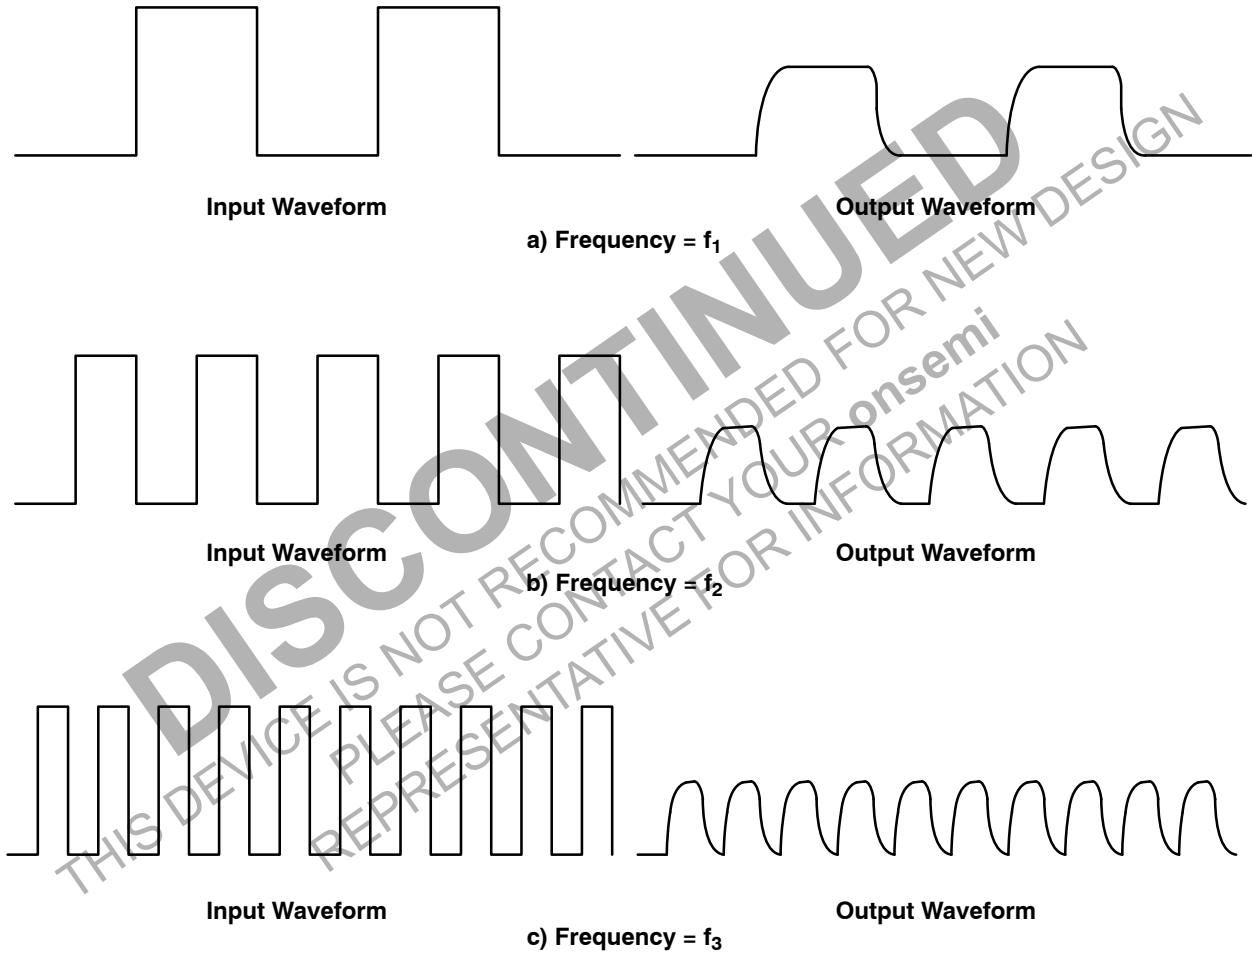 Input Waveform
Output Waveform
a) Frequency = f1
Input Waveform
Output Waveform
b) Frequency = f2
Input Waveform
Output Waveform
c) Frequency = f3
DISCONTINUED
THIS DEVICE IS NOT RECOMMENDED FOR NEW DESIGN
PLEASE CONTACT YOUR onsemi
REPRESENTATIVE FOR INFORMATION